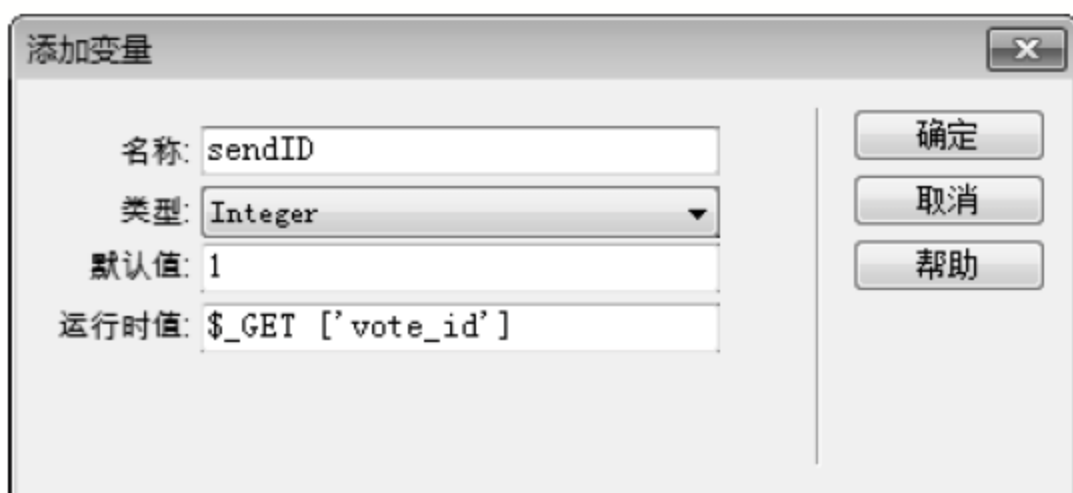 添加变量
名称: sendID
类型: Integer
默认值: 1
运行时值: $_GET ['vote_id']
确定
取消
帮助